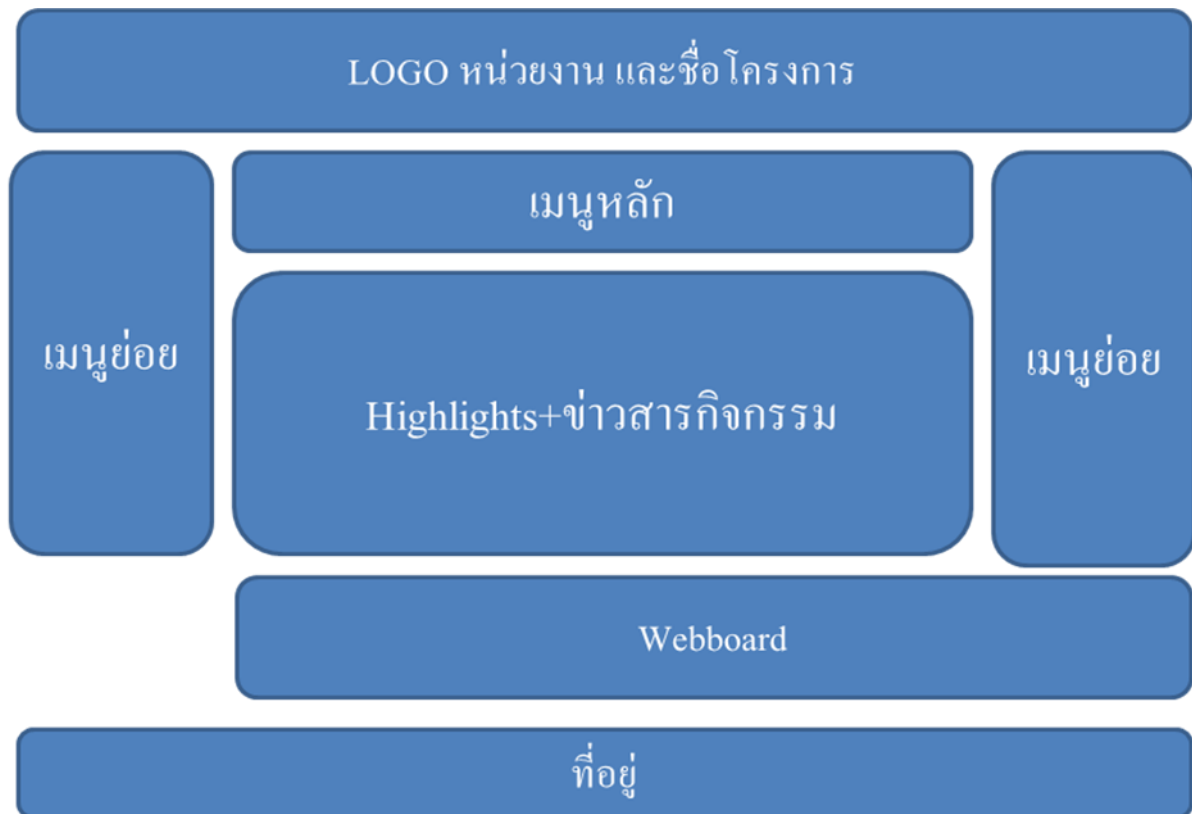 LOGO หน่วยงาน และชื่อโครงการ
เมนูหลัก
เมนูย่อย
Highlights+ข่าวสารกิจกรรม
เมนูย่อย
Webboard
ที่อยู่